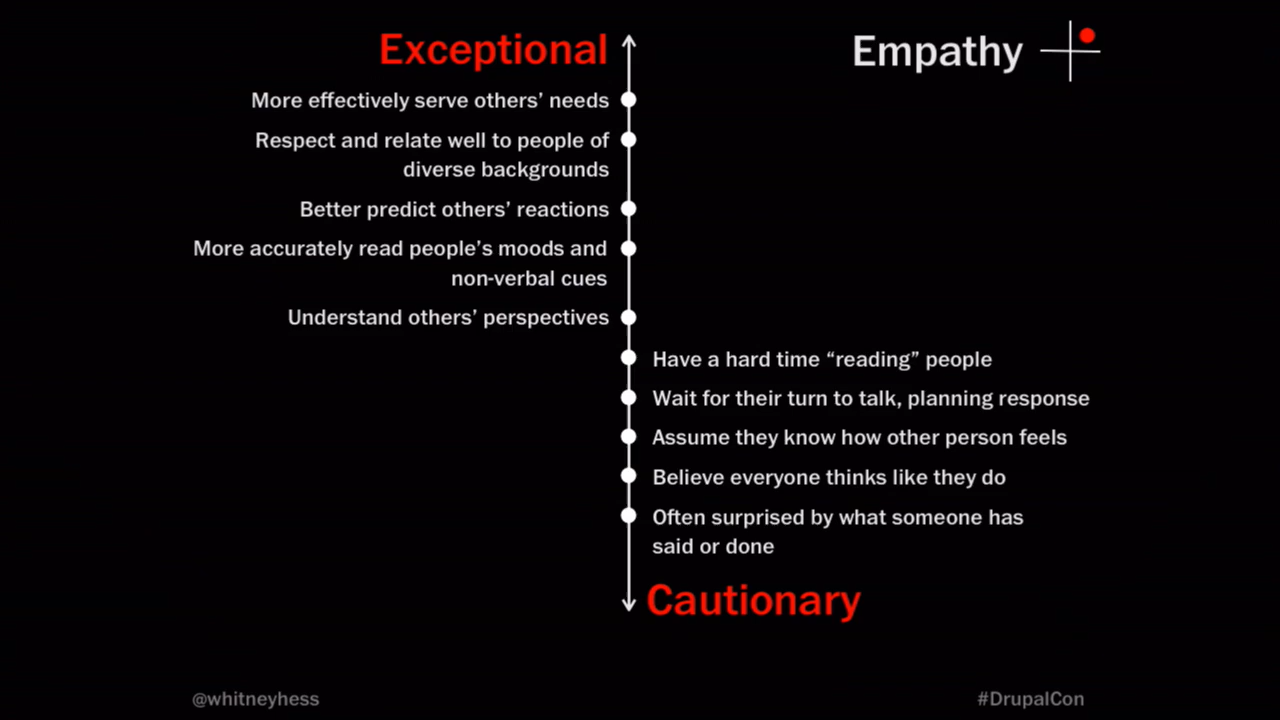 Exceptional
Empathy
More effectively serve others’ needs
Respect and relate well to people of
diverse backgrounds
Better predict others’ reactions
More accurately read people’s moods and
non-verbal cues
Understand others’ perspectives
Have a hard time “reading” people
Wait for their turn to talk, planning response
Assume they know how other person feels
Believe everyone thinks like they do
Often surprised by what someone has
said or done
Cautionary
@whitneyhess
#DrupalCon